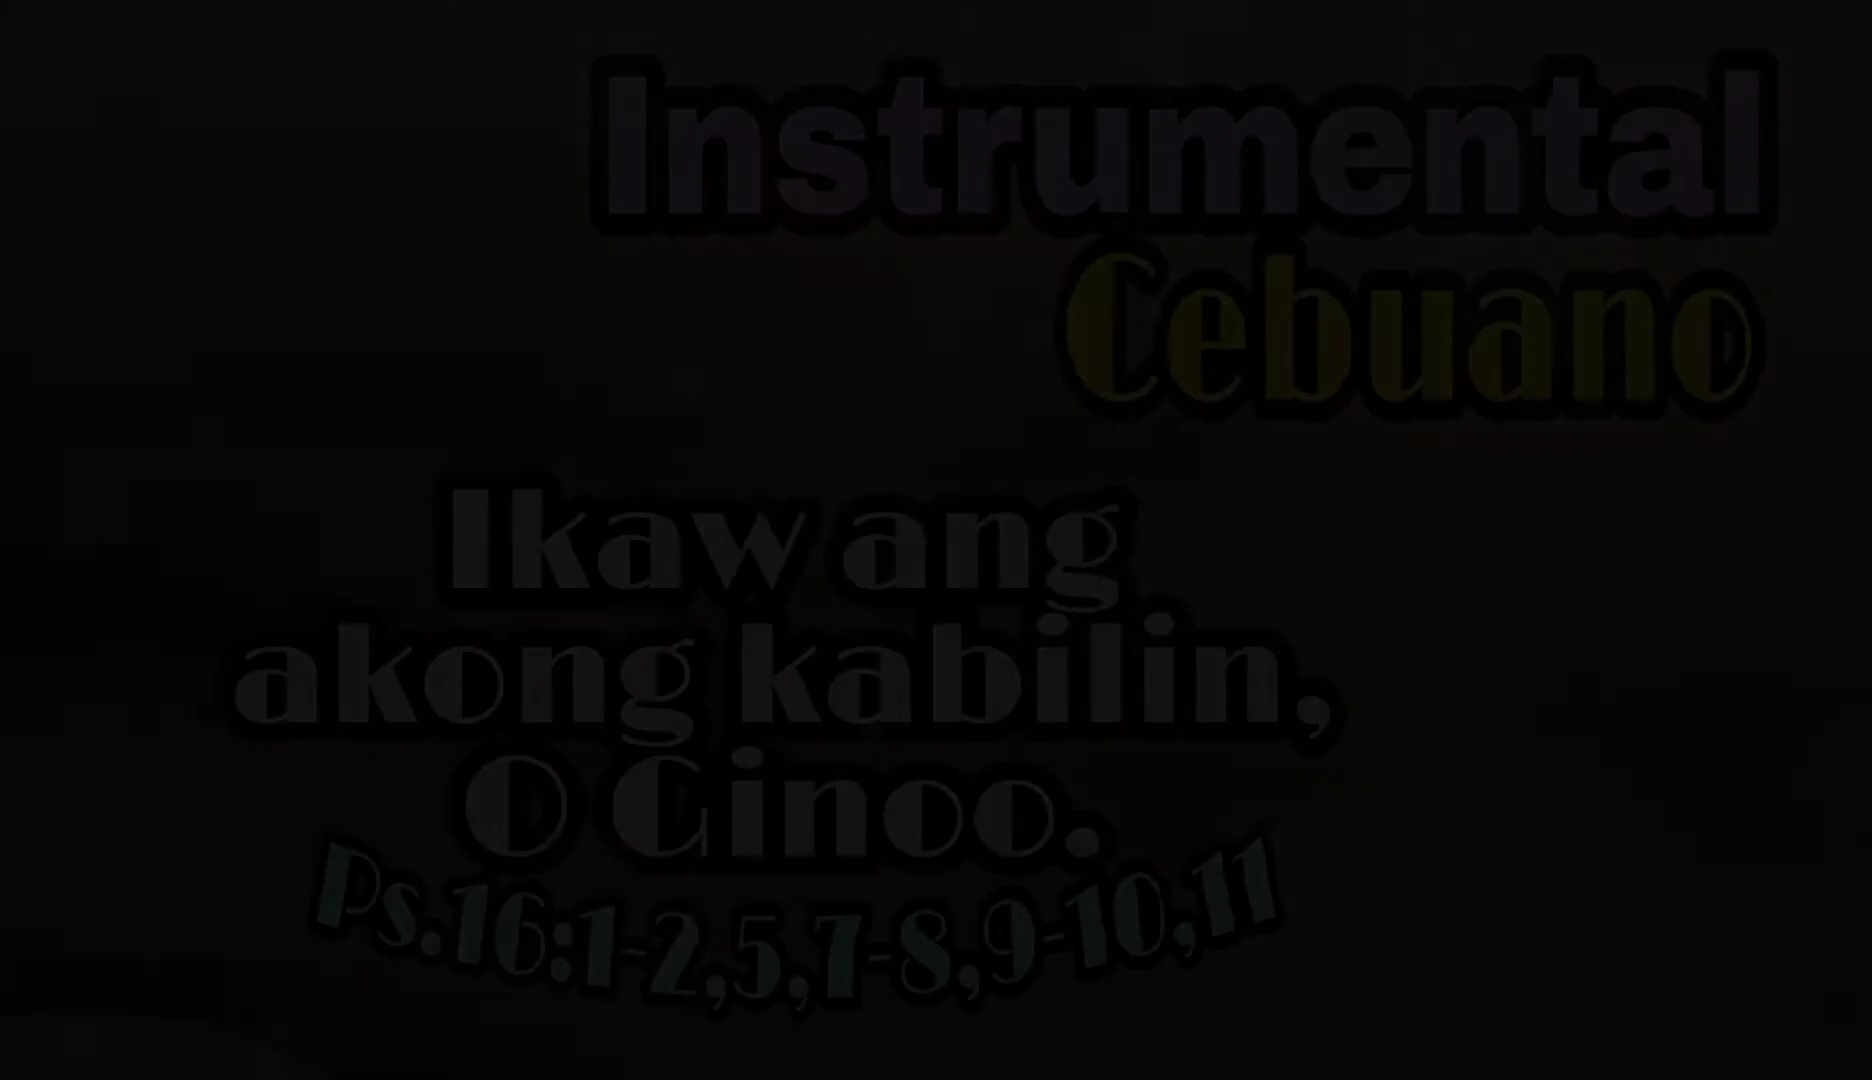 Instrumental
Cebuano
Ikaw ang
akong kabilin,
O Ginoo.
Ps.16:1-2,5,7-8,9-10,11